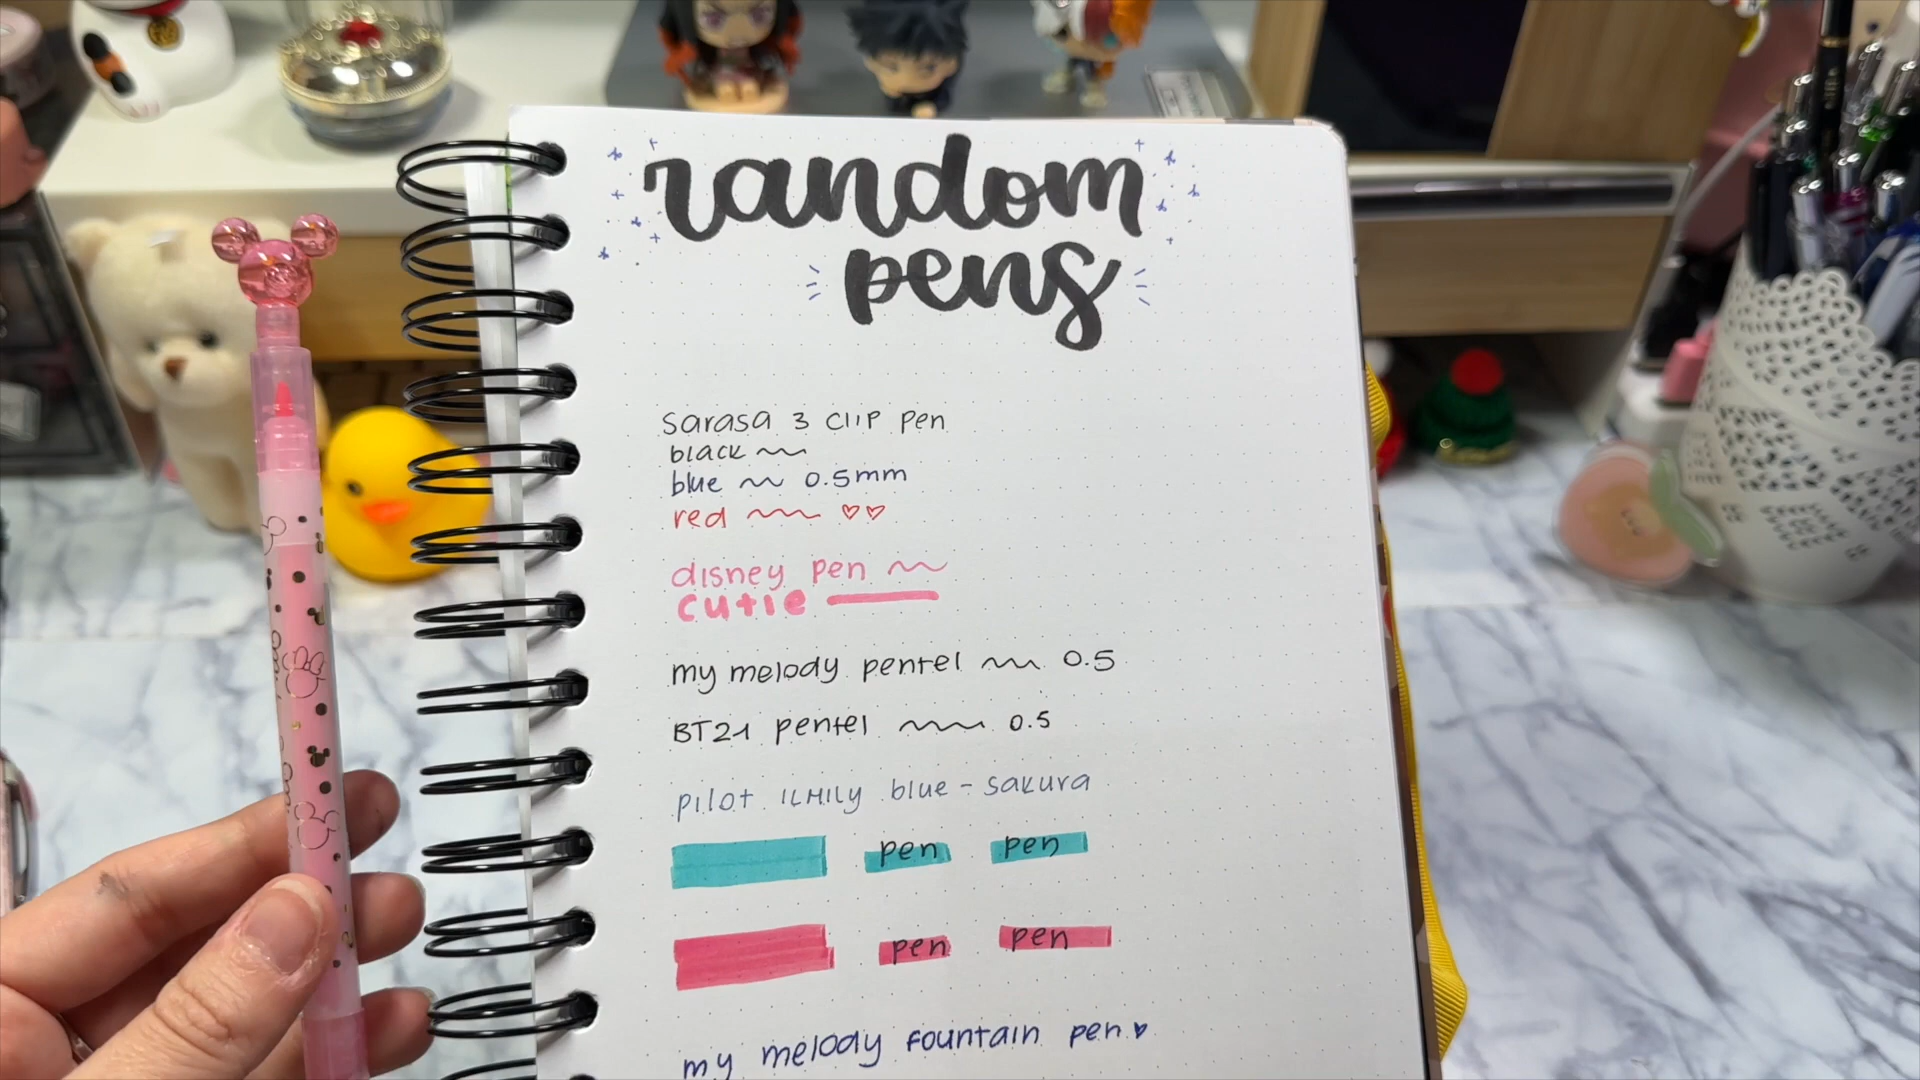 random
pens
Sarasa 3 Clip pen
black
blue 0.5mm
red
disney pen
cutie
my melody pentel 0.5
BT21 pentel 0.5
pilot ILMILY blue - sakura
pen pen
pen pen
my melody fountain pen